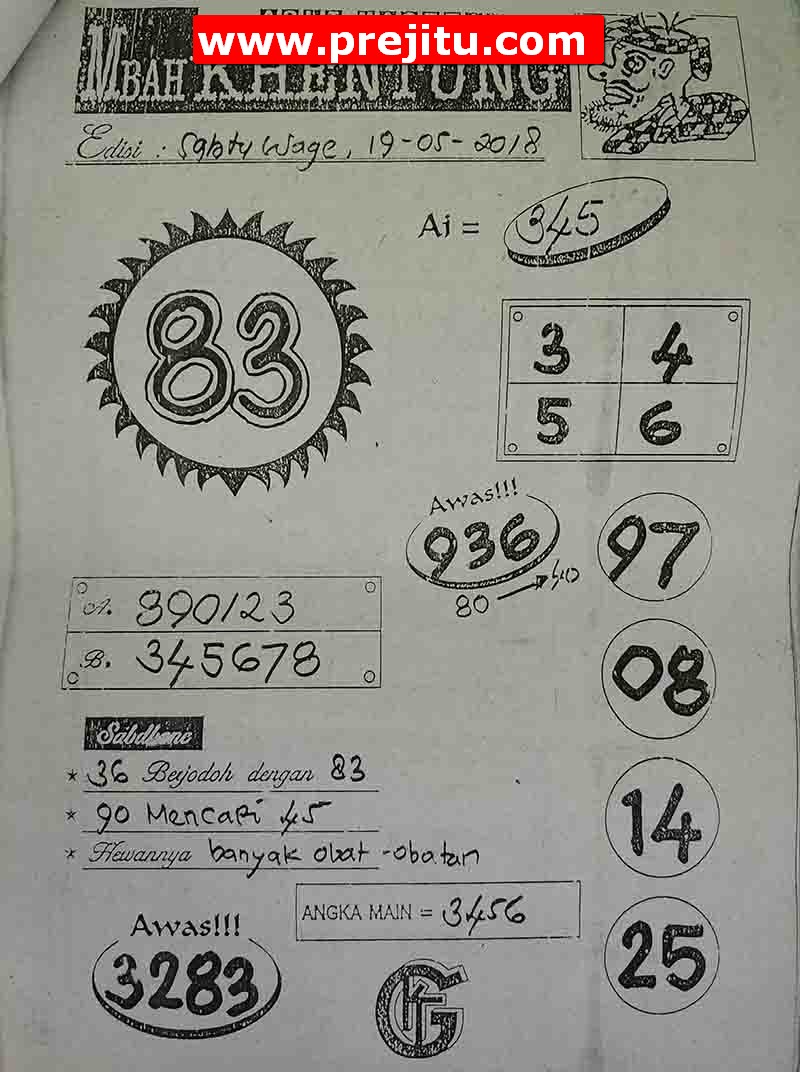 www.prejitu.com
MBAH KHENTUNG
Edisi : Sabtu Wage, 19-05-2018
Ai = 345
83
3 4
5 6
Awas!!!
936
80 → 40
97
08
14
25
A. 890123
B. 345678
Sabdhone
* 36 Berjodoh dengan 83
* 90 Mencari 45
* Hewannya banyak obat-obatan
ANGKA MAIN = 3456
Awas!!!
3283